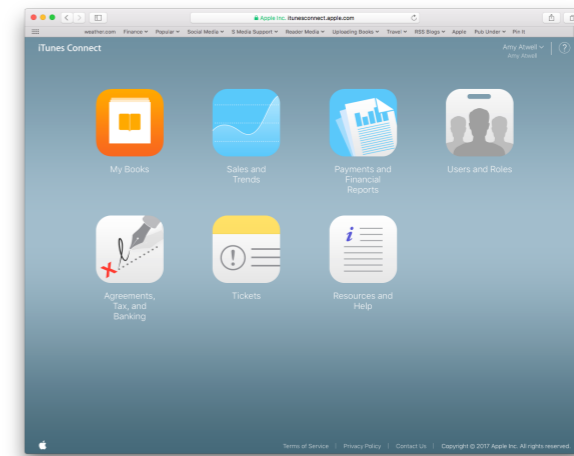 Apple Inc. itunesconnect.apple.com
weather.com Finance Popular Social Media S Media Support Reader Media Uploading Books Travel RSS Blogs Apple Pub Under Pin It
iTunes Connect
Amy Atwell
Amy Atwell
?
My Books
Sales and
Trends
Payments and
Financial
Reports
Users and Roles
Agreements,
Tax, and
Banking
Tickets
Resources and
Help
Terms of Service | Privacy Policy | Contact Us | Copyright © 2017 Apple Inc. All rights reserved.